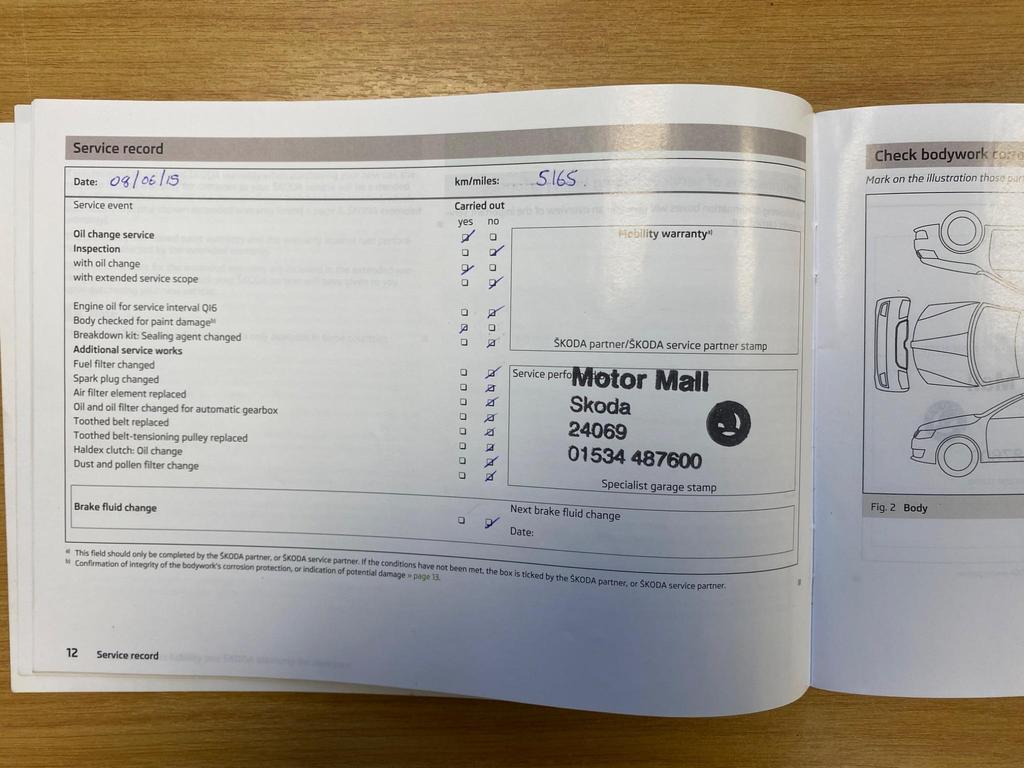 Service record
Date: 08/06/15
km/miles: 5165.
Service event
Carried out
yes no
Oil change service
Inspection
with oil change
with extended service scope
Mobility warrantyᵃ⁾
Engine oil for service interval QI6
Body checked for paint damageᵇ⁾
Breakdown kit: Sealing agent changed
ŠKODA partner/ŠKODA service partner stamp
Additional service works
Fuel filter changed
Spark plug changed
Air filter element replaced
Oil and oil filter changed for automatic gearbox
Toothed belt replaced
Toothed belt-tensioning pulley replaced
Haldex clutch: Oil change
Dust and pollen filter change
Service perfo
Motor Mall
Skoda
24069
01534 487600
Specialist garage stamp
Brake fluid change
Next brake fluid change
Date:
ᵃ⁾ This field should only be completed by the ŠKODA partner, or ŠKODA service partner. If the conditions have not been met, the box is ticked by the ŠKODA partner, or ŠKODA service partner.
ᵇ⁾ Confirmation of integrity of the bodywork's corrosion protection, or indication of potential damage » page 13.
12 Service record
Check bodywork
Mark on the illustration those
Fig. 2 Body